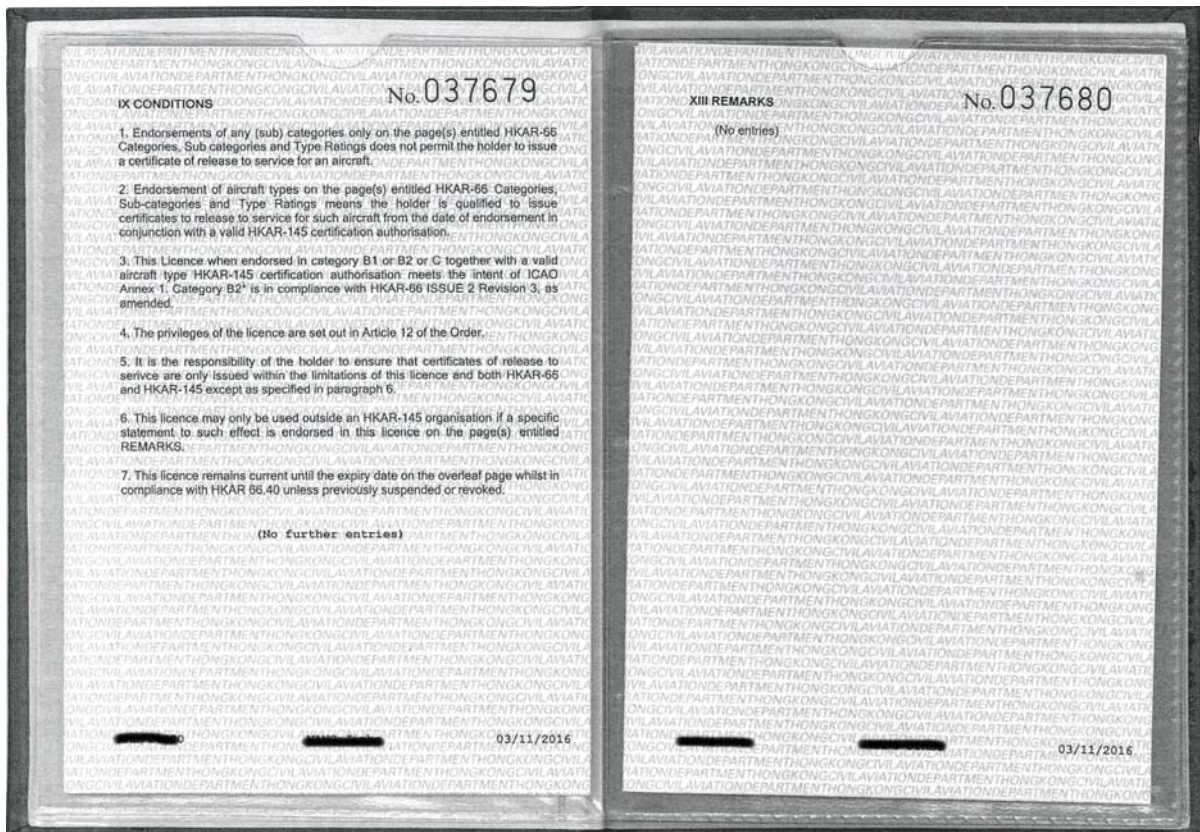 IX CONDITIONS
No. 037679
1. Endorsements of any (sub) categories only on the page(s) entitled HKAR-66
Categories, Sub categories and Type Ratings does not permit the holder to issue
a certificate of release to service for an aircraft.
2. Endorsement of aircraft types on the page(s) entitled HKAR-66 Categories,
Sub-categories and Type Ratings means the holder is qualified to issue
certificates to release to service for such aircraft from the date of endorsement in
conjunction with a valid HKAR-145 certification authorisation.
3. This Licence when endorsed in category B1 or B2 or C together with a valid
aircraft type HKAR-145 certification authorisation meets the intent of ICAO
Annex 1. Category B2* is in compliance with HKAR-66 ISSUE 2 Revision 3, as
amended.
4. The privileges of the licence are set out in Article 12 of the Order.
5. It is the responsibility of the holder to ensure that certificates of release to
serivce are only issued within the limitations of this licence and both HKAR-66
and HKAR-145 except as specified in paragraph 6.
6. This licence may only be used outside an HKAR-145 organisation if a specific
statement to such effect is endorsed in this licence on the page(s) entitled
REMARKS.
7. This licence remains current until the expiry date on the overleaf page whilst in
compliance with HKAR 66.40 unless previously suspended or revoked.
(No further entries)
03/11/2016
XIII REMARKS
No. 037680
(No entries)
03/11/2016